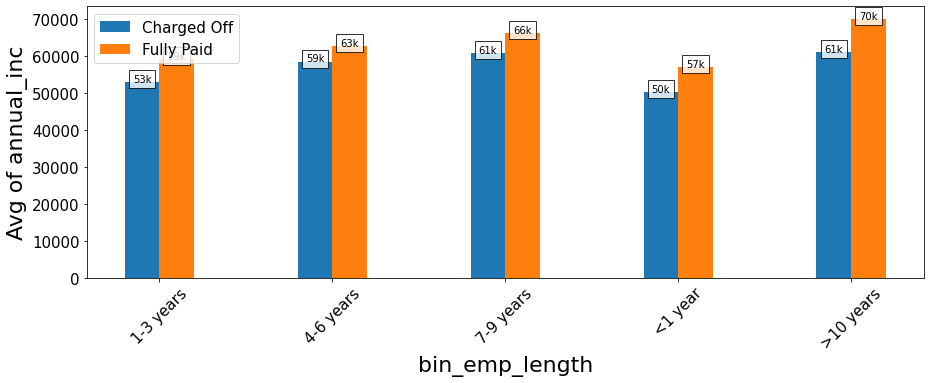 Avg of annual_inc
70000
60000
50000
40000
30000
20000
10000
0
Charged Off
Fully Paid
53k
59k
63k
61k
66k
50k
57k
61k
70k
1-3 years
4-6 years
7-9 years
<1 year
>10 years
bin_emp_length